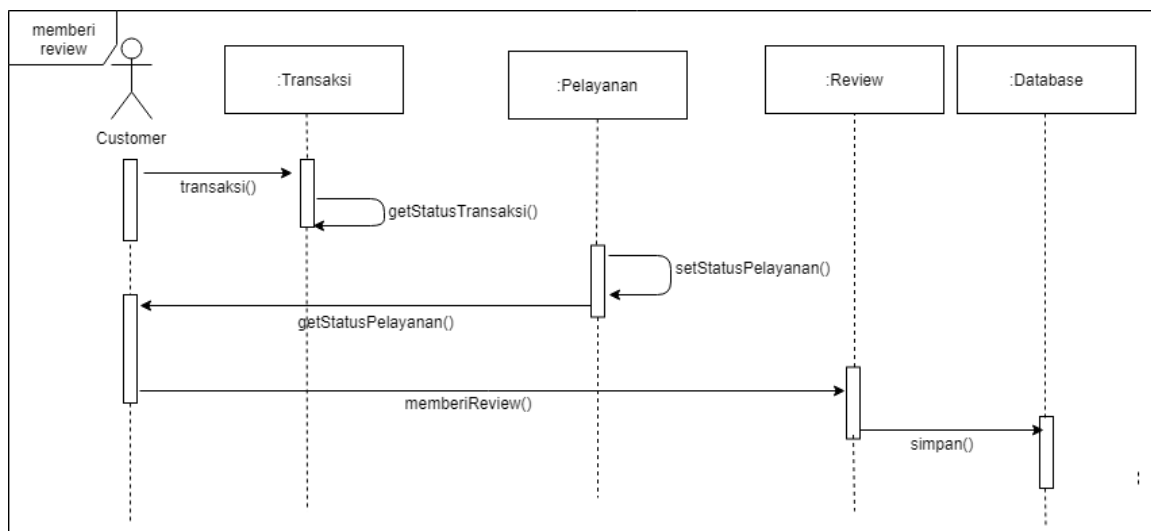 memberi
review
:Transaksi
:Pelayanan
:Review
:Database
Customer
transaksi()
getStatusTransaksi()
setStatusPelayanan()
getStatusPelayanan()
memberiReview()
simpan()